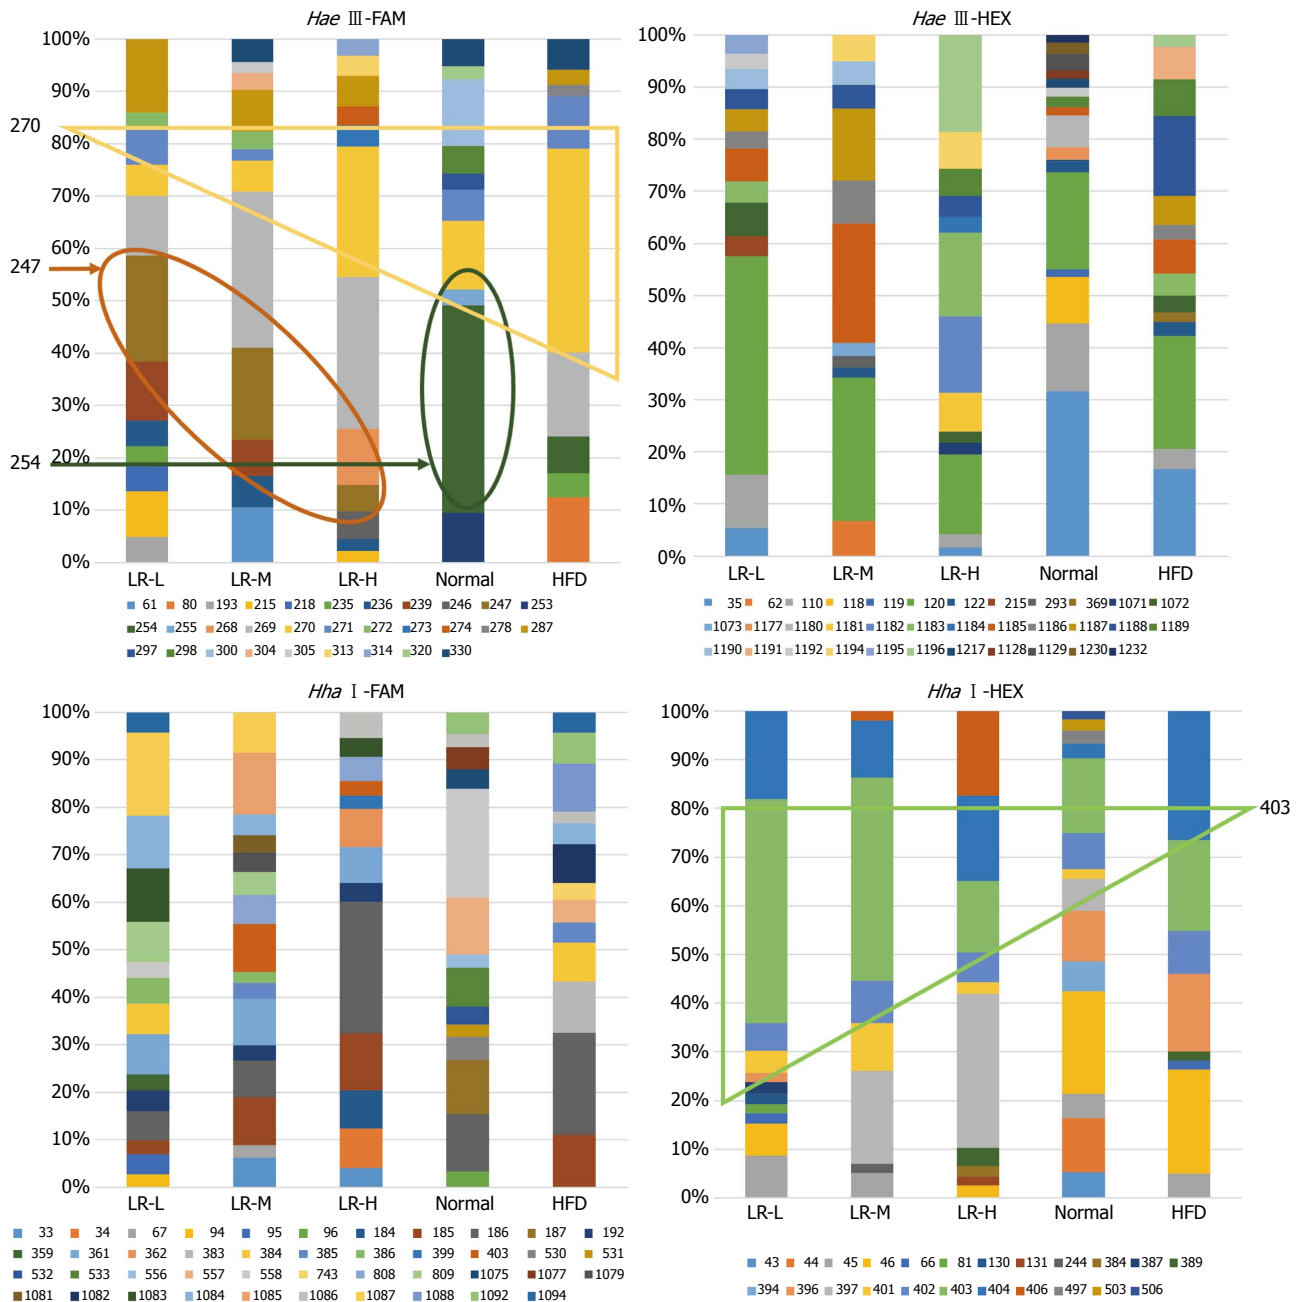 Hae III-FAM
100%
90%
80%
70%
60%
50%
40%
30%
20%
10%
0%
270
247
254
LR-L LR-M LR-H Normal HFD
61 80 193 215 218 235 236 239 246 247 253
254 255 268 269 270 271 272 273 274 278 287
297 298 300 304 305 313 314 320 330
Hae III-HEX
100%
90%
80%
70%
60%
50%
40%
30%
20%
10%
0%
LR-L LR-M LR-H Normal HFD
35 62 110 118 119 120 122 215 293 369 1071 1072
1073 1177 1180 1181 1182 1183 1184 1185 1186 1187 1188 1189
1190 1191 1192 1194 1195 1196 1217 1128 1129 1230 1232
Hha I-FAM
100%
90%
80%
70%
60%
50%
40%
30%
20%
10%
0%
LR-L LR-M LR-H Normal HFD
33 34 67 94 95 96 184 185 186 187 192
359 361 362 383 384 385 386 399 403 530 531
532 533 556 557 558 743 808 809 1075 1077 1079
1081 1082 1083 1084 1085 1086 1087 1088 1092 1094
Hha I-HEX
100%
90%
80%
70%
60%
50%
40%
30%
20%
10%
0%
403
LR-L LR-M LR-H Normal HFD
43 44 45 46 66 81 130 131 244 384 387 389
394 396 397 401 402 403 404 406 497 503 506